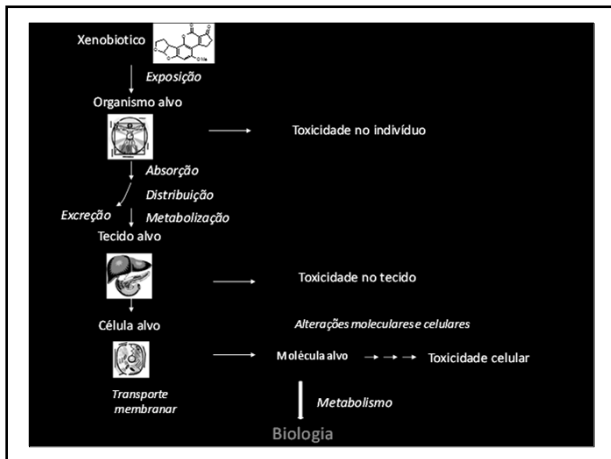 Xenobiotico
Exposição
Organismo alvo
Toxicidade no indivíduo
Absorção
Distribuição
Excreção
Metabolização
Tecido alvo
Toxicidade no tecido
Célula alvo
Alterações moleculares e celulares
Molécula alvo
Toxicidade celular
Transporte
membranar
Metabolismo
Biologia